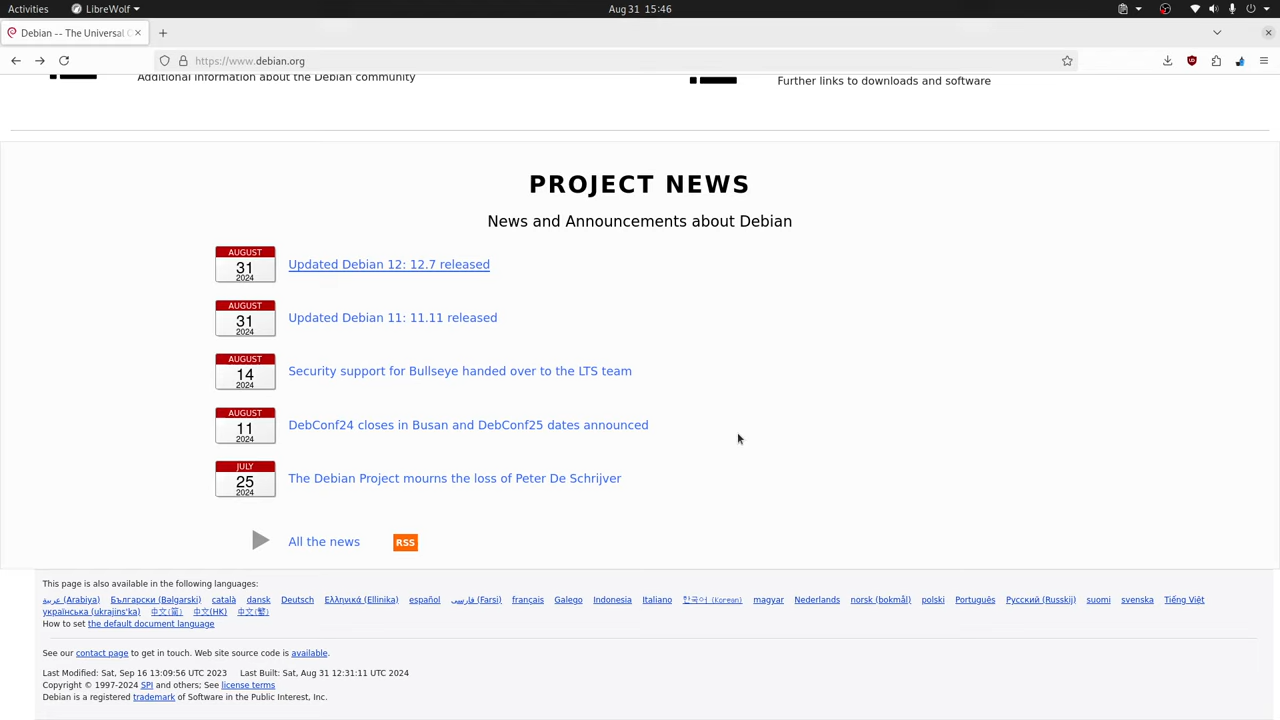 Activities
LibreWolf
Aug 31 15:46
Debian -- The Universal O
https://www.debian.org
Additional information about the Debian community
Further links to downloads and software
PROJECT NEWS
News and Announcements about Debian
AUGUST
31
2024
Updated Debian 12: 12.7 released
AUGUST
31
2024
Updated Debian 11: 11.11 released
AUGUST
14
2024
Security support for Bullseye handed over to the LTS team
AUGUST
11
2024
DebConf24 closes in Busan and DebConf25 dates announced
JULY
25
2024
The Debian Project mourns the loss of Peter De Schrijver
All the news
RSS
This page is also available in the following languages:
عربية (Arabiya) Български (Bəlgarski) català dansk Deutsch Ελληνικά (Ellinika) español فارسی (Farsi) français Galego Indonesia Italiano 한국어 (Korean) magyar Nederlands norsk (bokmål) polski Português Русский (Russkij) suomi svenska Tiếng Việt
українська (ukrajins'ka) 中文(简) 中文(HK) 中文(繁)
How to set the default document language
See our contact page to get in touch. Web site source code is available.
Last Modified: Sat, Sep 16 13:09:56 UTC 2023 Last Built: Sat, Aug 31 12:31:11 UTC 2024
Copyright © 1997-2024 SPI and others; See license terms
Debian is a registered trademark of Software in the Public Interest, Inc.